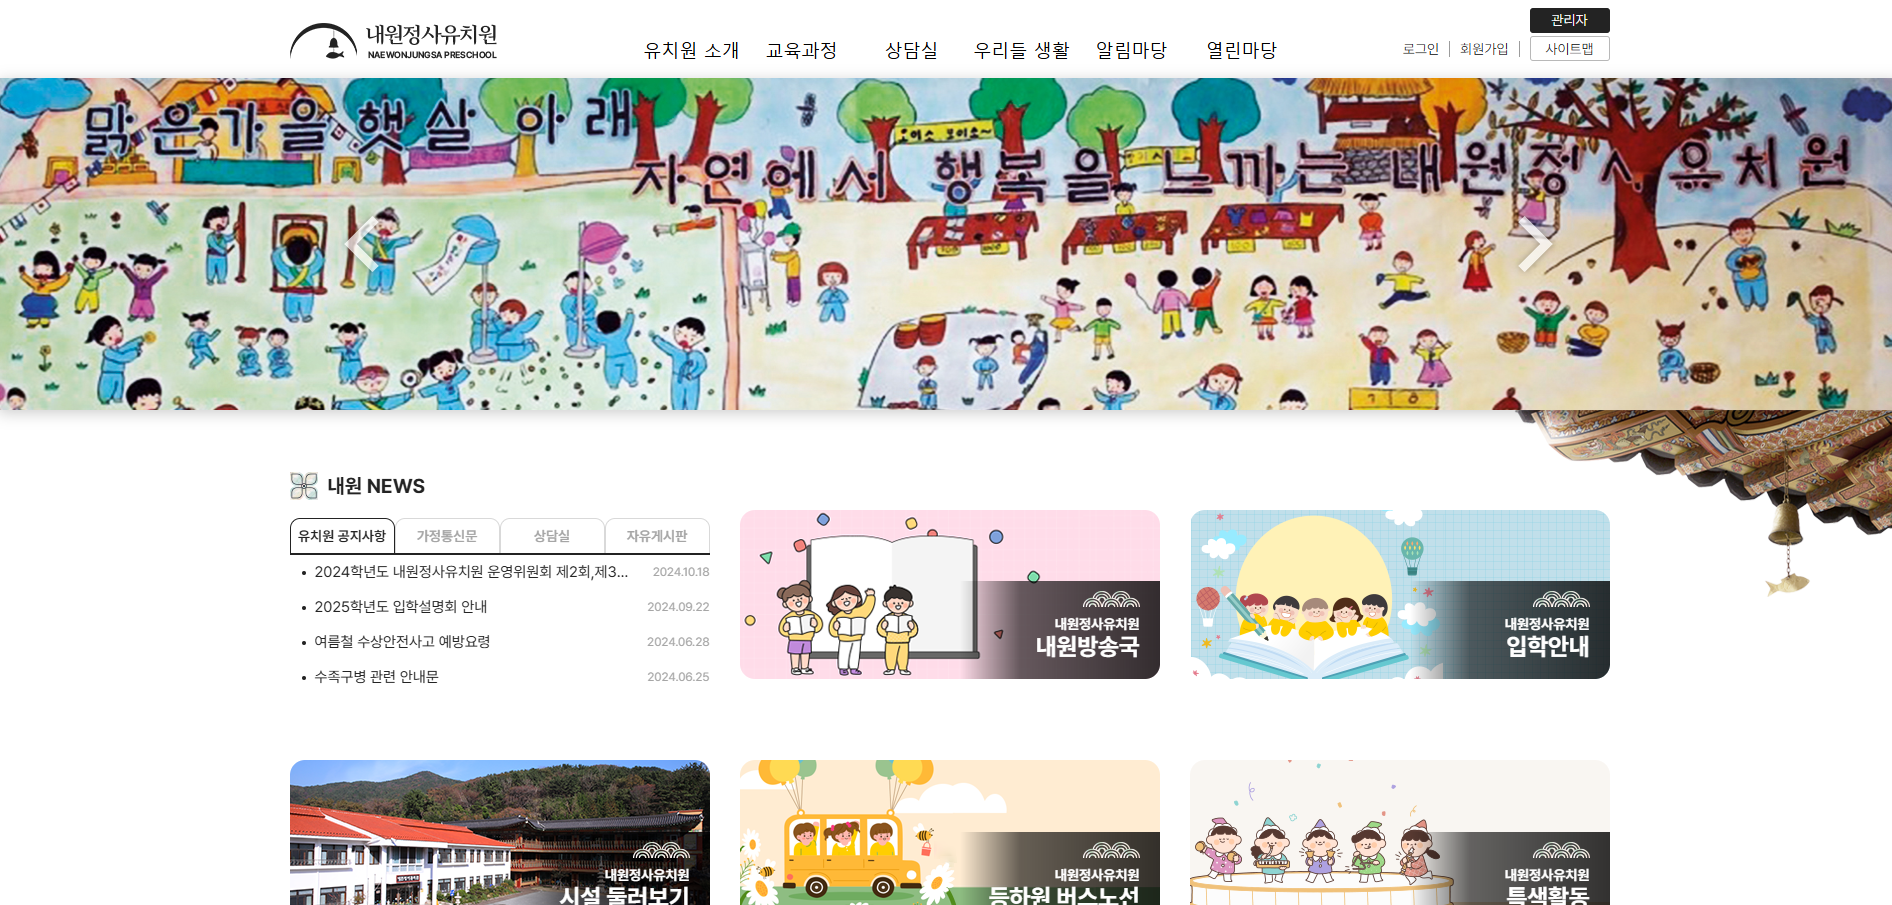 관리자
내원정사유치원
NAEWONJUNGSA PRESCHOOL
유치원 소개 교육과정 상담실 우리들 생활 알림마당 열린마당
로그인 회원가입 사이트맵
맑은 가을 햇살 아래
오이소 보이소~
자연에서 행복을 느끼는 내원정사유치원
내원 NEWS
유치원 공지사항 가정통신문 상담실 자유게시판
2024학년도 내원정사유치원 운영위원회 제2회,제3... 2024.10.18
2025학년도 입학설명회 안내 2024.09.22
여름철 수상안전사고 예방요령 2024.06.28
수족구병 관련 안내문 2024.06.25
내원정사유치원
내원방송국
내원정사유치원
입학안내
내원정사유치원
시설 둘러보기
내원정사유치원
등하원 버스노선
내원정사유치원
특색활동